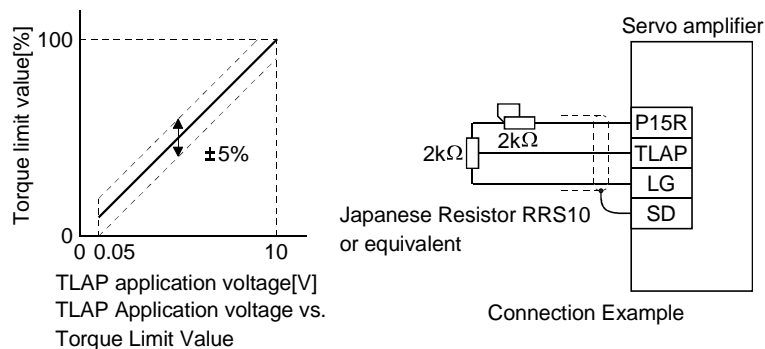 Torque limit value[%]
100
0
±5%
0 0.05
10
TLAP application voltage[V]
TLAP Application voltage vs.
Torque Limit Value
Servo amplifier
P15R
TLAP
LG
SD
2kΩ
2kΩ
Japanese Resistor RRS10
or equivalent
Connection Example